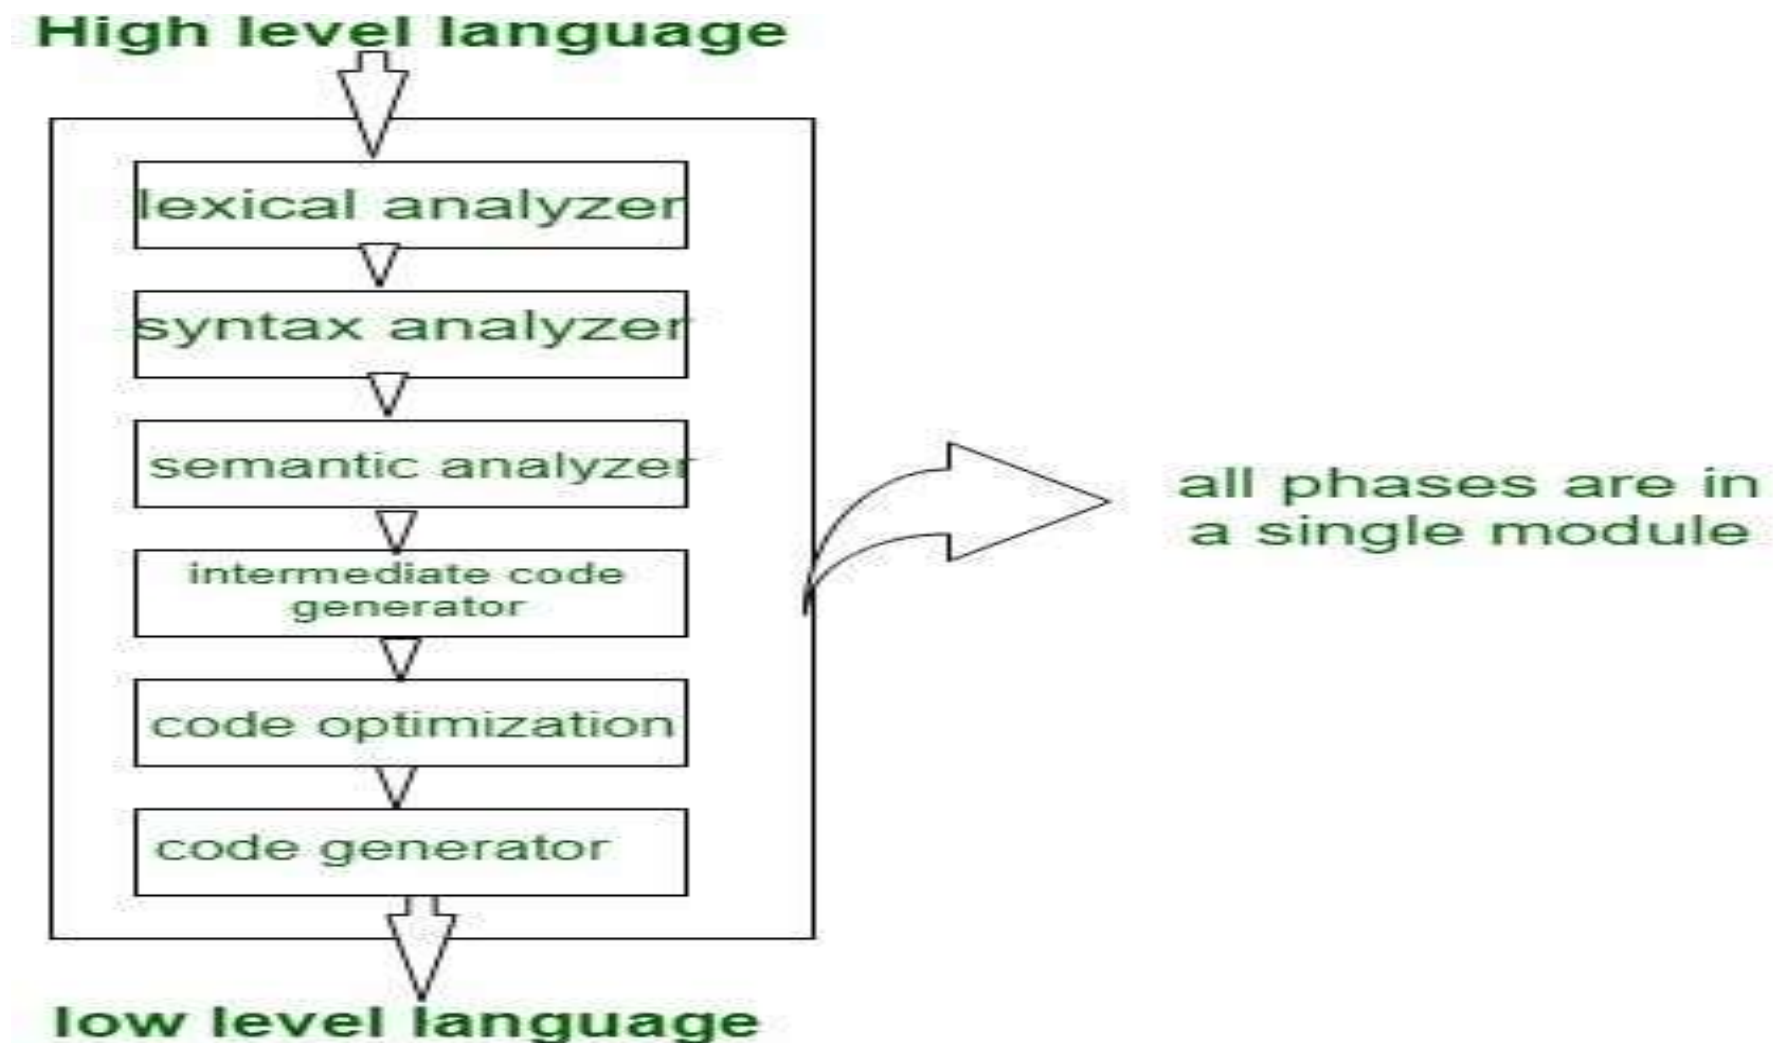 High level language
lexical analyzer
syntax analyzer
semantic analyzer
intermediate code
generator
code optimization
code generator
low level language
all phases are in
a single module